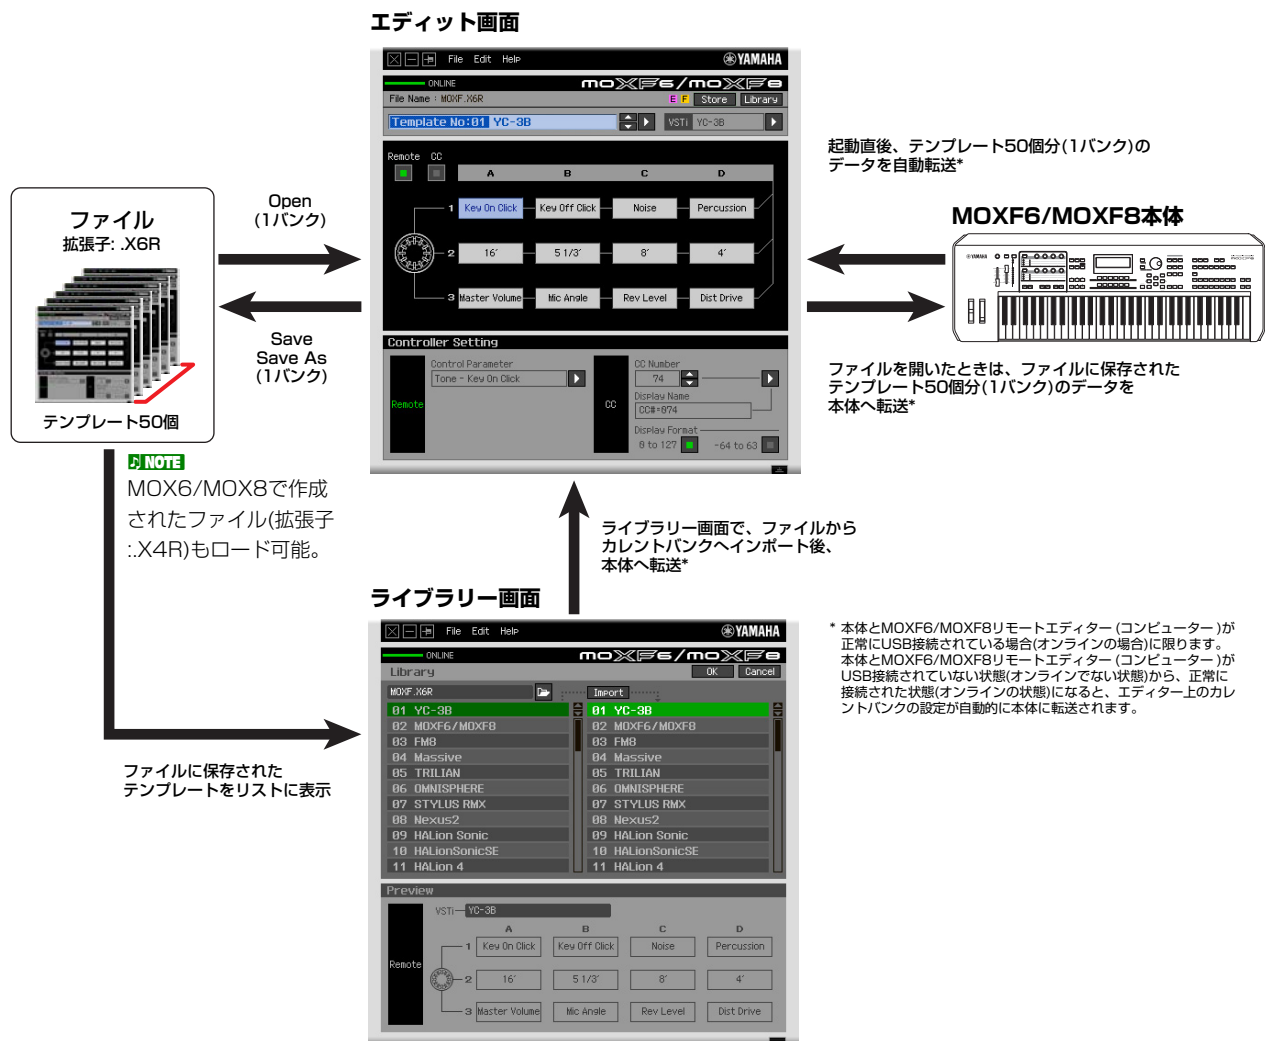 エディット画面
File Edit Help
YAMAHA
ONLINE
MOXF6/MOXF8
File Name : MOXF.X6R
E F Store Library
Template No:01 YC-3B
VSTi YC-3B
Remote CC
A B C D
1 Key On Click Key Off Click Noise Percussion
2 16' 5 1/3' 8' 4'
3 Master Volume Mic Angle Rev Level Dist Drive
Controller Setting
Control Parameter
Tone - Key On Click
Remote
CC
CC Number
74
Display Name
CC#=074
Display Format
0 to 127 -64 to 63
ファイル
拡張子: .X6R
テンプレート50個
Open
(1バンク)
Save
Save As
(1バンク)
起動直後、テンプレート50個分(1バンク)の
データを自動転送*
MOXF6/MOXF8本体
YAMAHA
ファイルを開いたときは、ファイルに保存された
テンプレート50個分(1バンク)のデータを
本体へ転送*
NOTE
MOX6/MOX8で作成
されたファイル(拡張子
:.X4R)もロード可能。
ライブラリー画面で、ファイルから
カレントバンクへインポート後、
本体へ転送*
ライブラリー画面
File Edit Help
YAMAHA
ONLINE
MOXF6/MOXF8
Library
OK Cancel
MOXF.X6R
Import
01 YC-3B
02 MOXF6/MOXF8
03 FM8
04 Massive
05 TRILIAN
06 OMNISPHERE
07 STYLUS RMX
08 Nexus2
09 HALion Sonic
10 HALionSonicSE
11 HALion 4
01 YC-3B
02 MOXF6/MOXF8
03 FM8
04 Massive
05 TRILIAN
06 OMNISPHERE
07 STYLUS RMX
08 Nexus2
09 HALion Sonic
10 HALionSonicSE
11 HALion 4
Preview
VSTi YC-3B
Remote
A B C D
1 Key On Click Key Off Click Noise Percussion
2 16' 5 1/3' 8' 4'
3 Master Volume Mic Angle Rev Level Dist Drive
ファイルに保存された
テンプレートをリストに表示
* 本体とMOXF6/MOXF8リモートエディター (コンピューター )が
正常にUSB接続されている場合(オンラインの場合)に限ります。
本体とMOXF6/MOXF8リモートエディター (コンピューター )が
USB接続されていない状態(オンラインでない状態)から、正常に
接続された状態(オンラインの状態)になると、エディター上のカレ
ントバンクの設定が自動的に本体に転送されます。